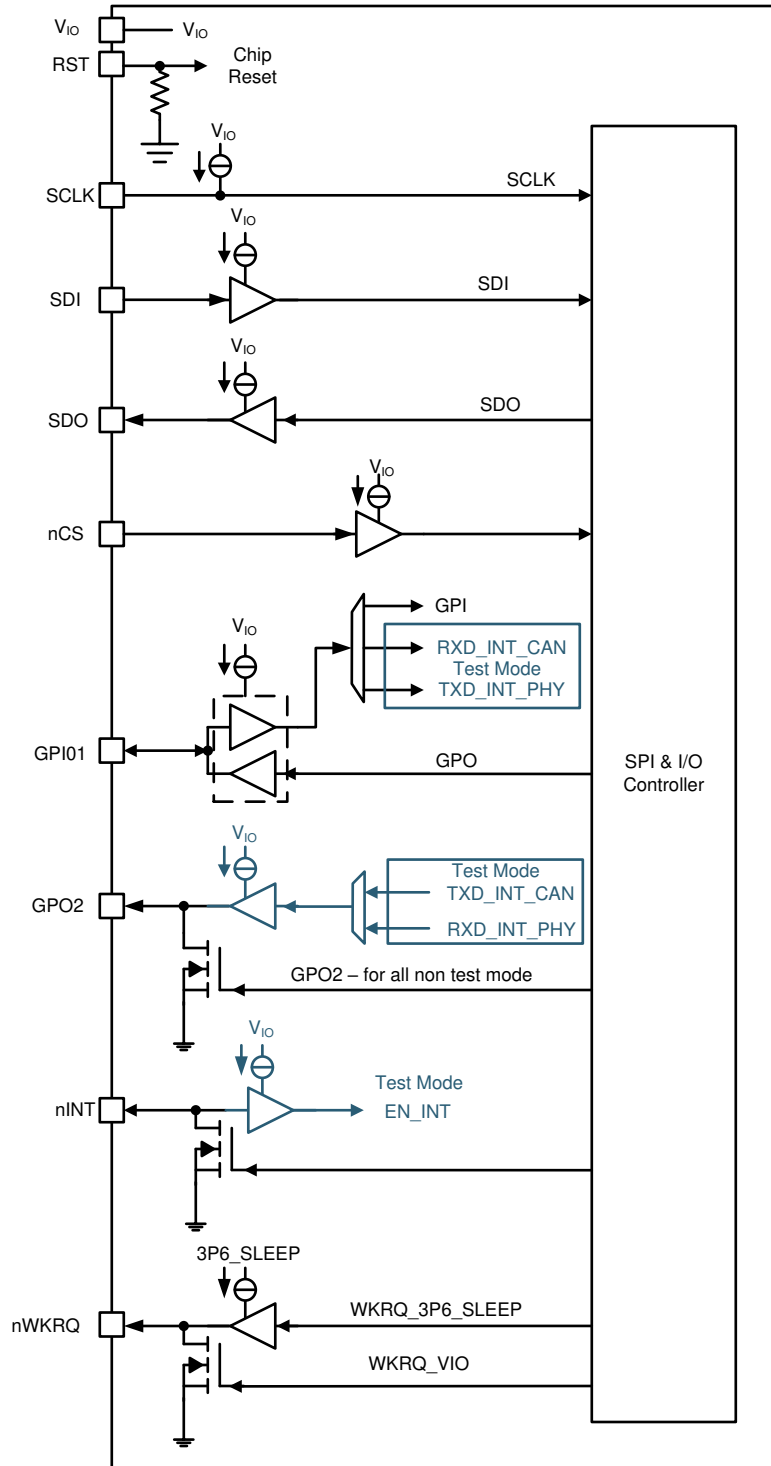 VIO
VIO
RST
Chip
Reset
VIO
SCLK
SCLK
VIO
SDI
SDI
VIO
SDO
SDO
VIO
nCS
GPI
VIO
RXD_INT_CAN
Test Mode
TXD_INT_PHY
GPI01
GPO
SPI & I/O
Controller
VIO
Test Mode
TXD_INT_CAN
GPO2
RXD_INT_PHY
GPO2 – for all non test mode
VIO
Test Mode
nINT
EN_INT
3P6_SLEEP
nWKRQ
WKRQ_3P6_SLEEP
WKRQ_VIO